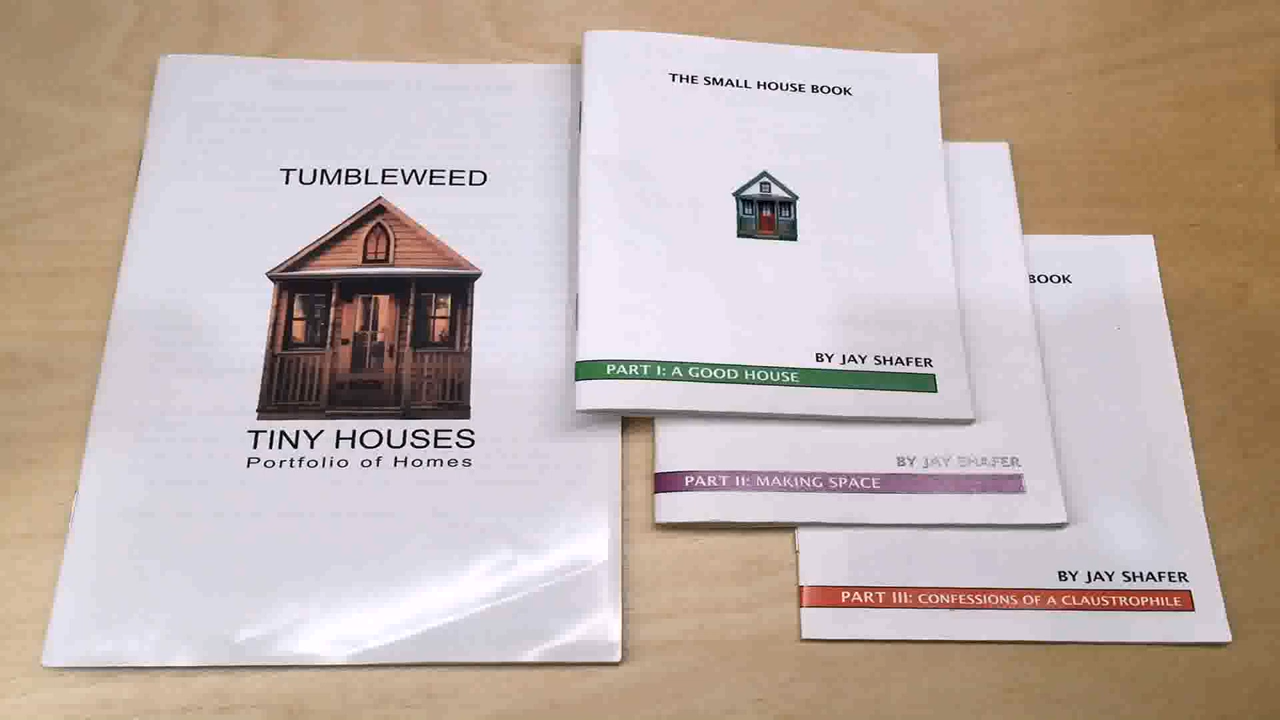 TUMBLEWEED
TINY HOUSES
Portfolio of Homes
THE SMALL HOUSE BOOK
BY JAY SHAFER
PART I: A GOOD HOUSE
BY JAY SHAFER
PART II: MAKING SPACE
BOOK
BY JAY SHAFER
PART III: CONFESSIONS OF A CLAUSTROPHILE